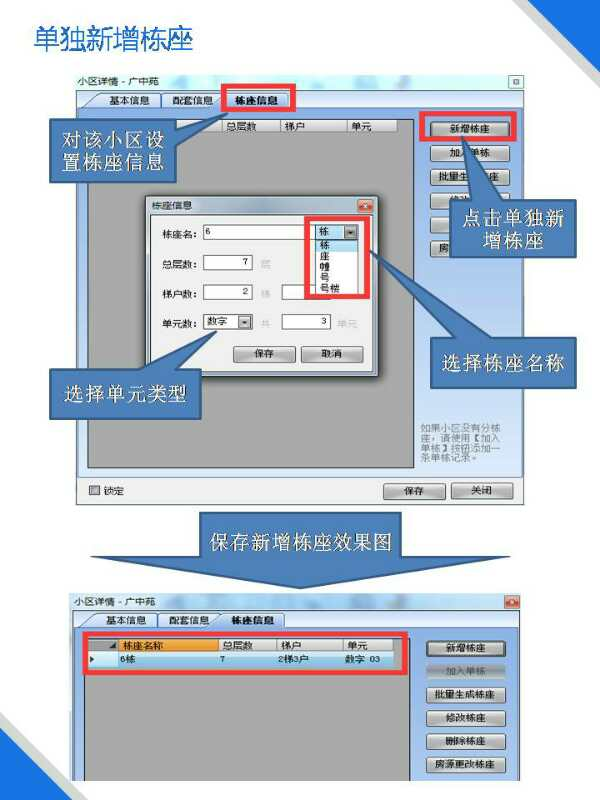 单独新增栋座
小区详情 - 广中苑
基本信息 配套信息 栋座信息
总层数 梯户 单元
新增栋座
加入单栋
对该小区设
置栋座信息
点击单独新
增栋座
栋座信息
栋座名: 6 栋
栋
座
幢
号
号楼
总层数: 7 层
梯户数: 2 梯
单元数: 数字 共 3 单元
保存 取消
选择单元类型
选择栋座名称
如果小区没有分栋
座，请使用【加入
单栋】按钮添加一
条单栋记录。
锁定 保存 关闭
保存新增栋座效果图
小区详情 - 广中苑
基本信息 配套信息 栋座信息
栋座名称 总层数 梯户 单元
6栋 7 2梯3户 数字 03
新增栋座
加入单栋
批量生成栋座
修改栋座
删除栋座
房源更改栋座